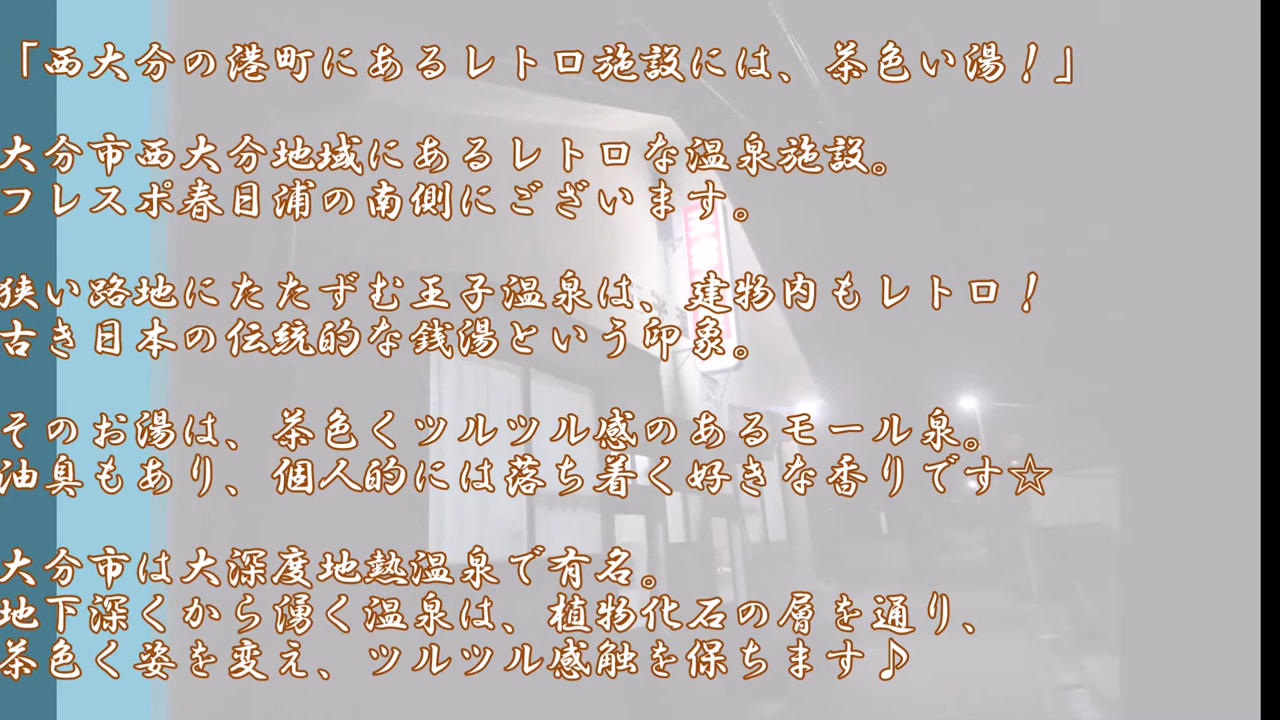 「西大分の港町にあるレトロ施設には、茶色い湯！」
大分市西大分地域にあるレトロな温泉施設。
フレスポ春日浦の南側にございます。
狭い路地にたたずむ王子温泉は、建物内もレトロ！
古き日本の伝統的な銭湯という印象。
そのお湯は、茶色くツルツル感のあるモール泉。
油臭もあり、個人的には落ち着く好きな香りです☆
大分市は大深度地熱温泉で有名。
地下深くから湧く温泉は、植物化石の層を通り、
茶色く姿を変え、ツルツル感触を保ちます♪